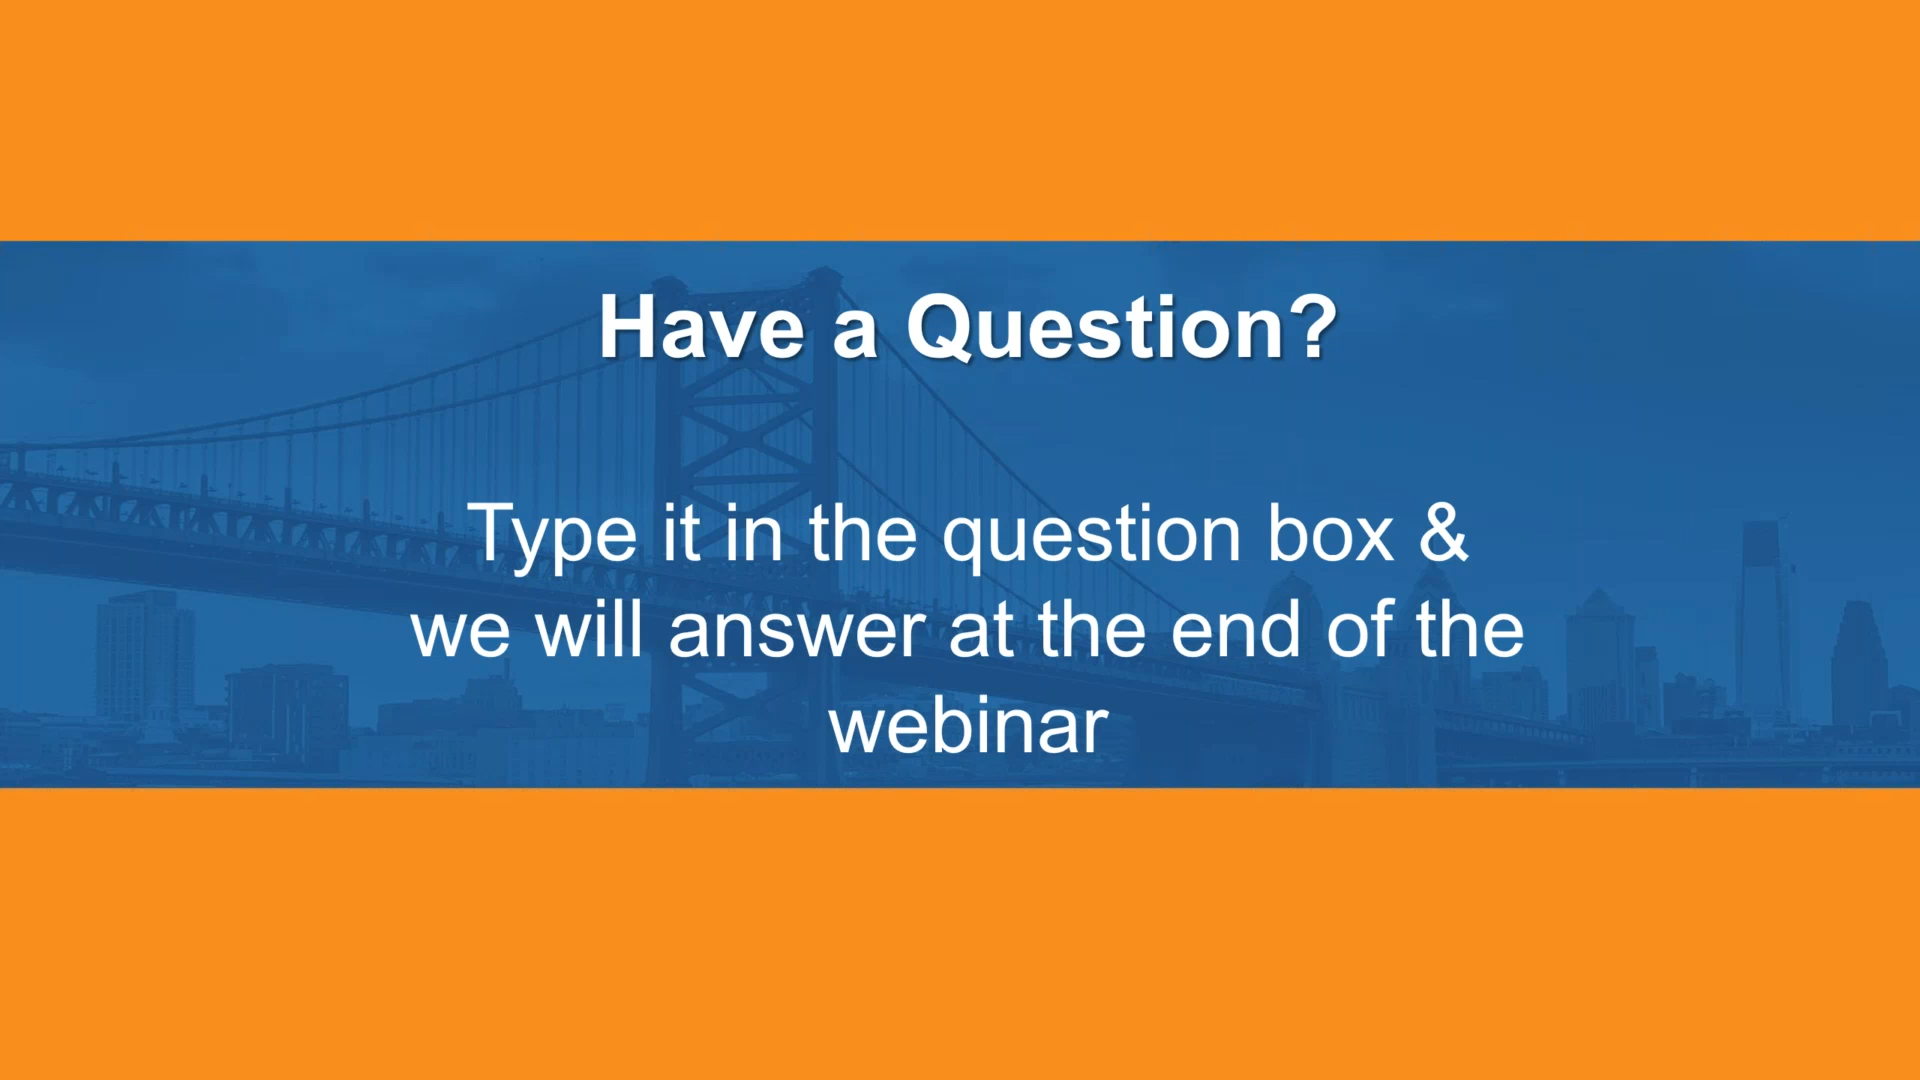 Have a Question?
Type it in the question box &
we will answer at the end of the
webinar